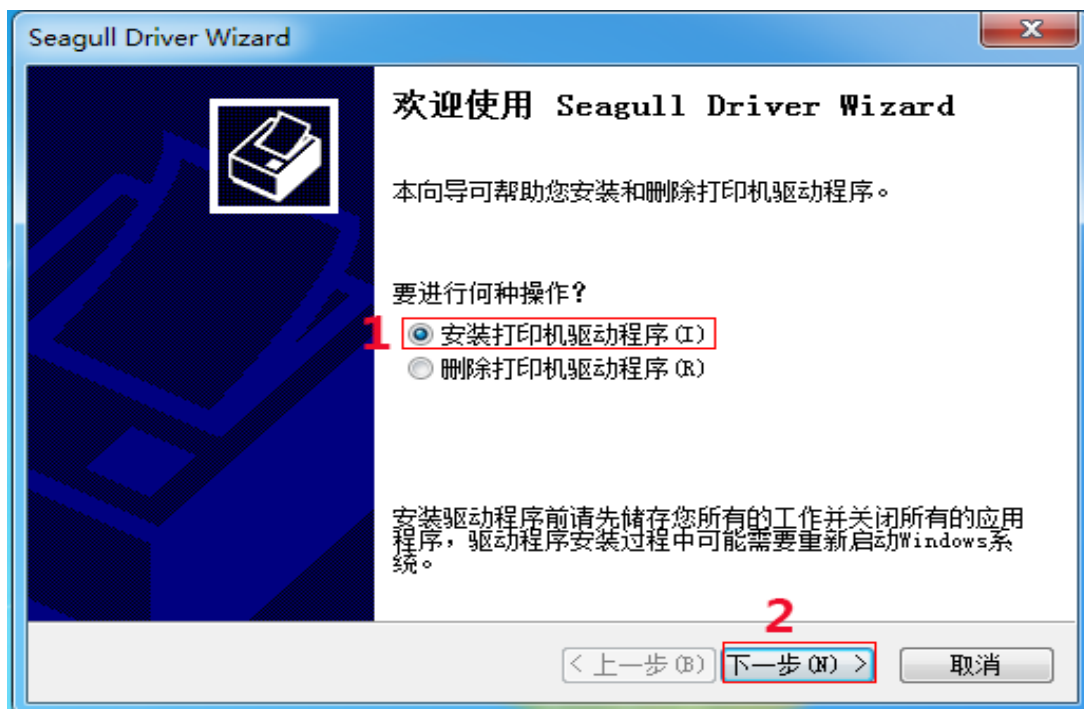 Seagull Driver Wizard
欢迎使用 Seagull Driver Wizard
本向导可帮助您安装和删除打印机驱动程序。
要进行何种操作?
1 安装打印机驱动程序(I)
删除打印机驱动程序(R)
安装驱动程序前请先储存您所有的工作并关闭所有的应用
程序，驱动程序安装过程中可能需要重新启动Windows系
统。
2
< 上一步(B) 下一步(N) > 取消